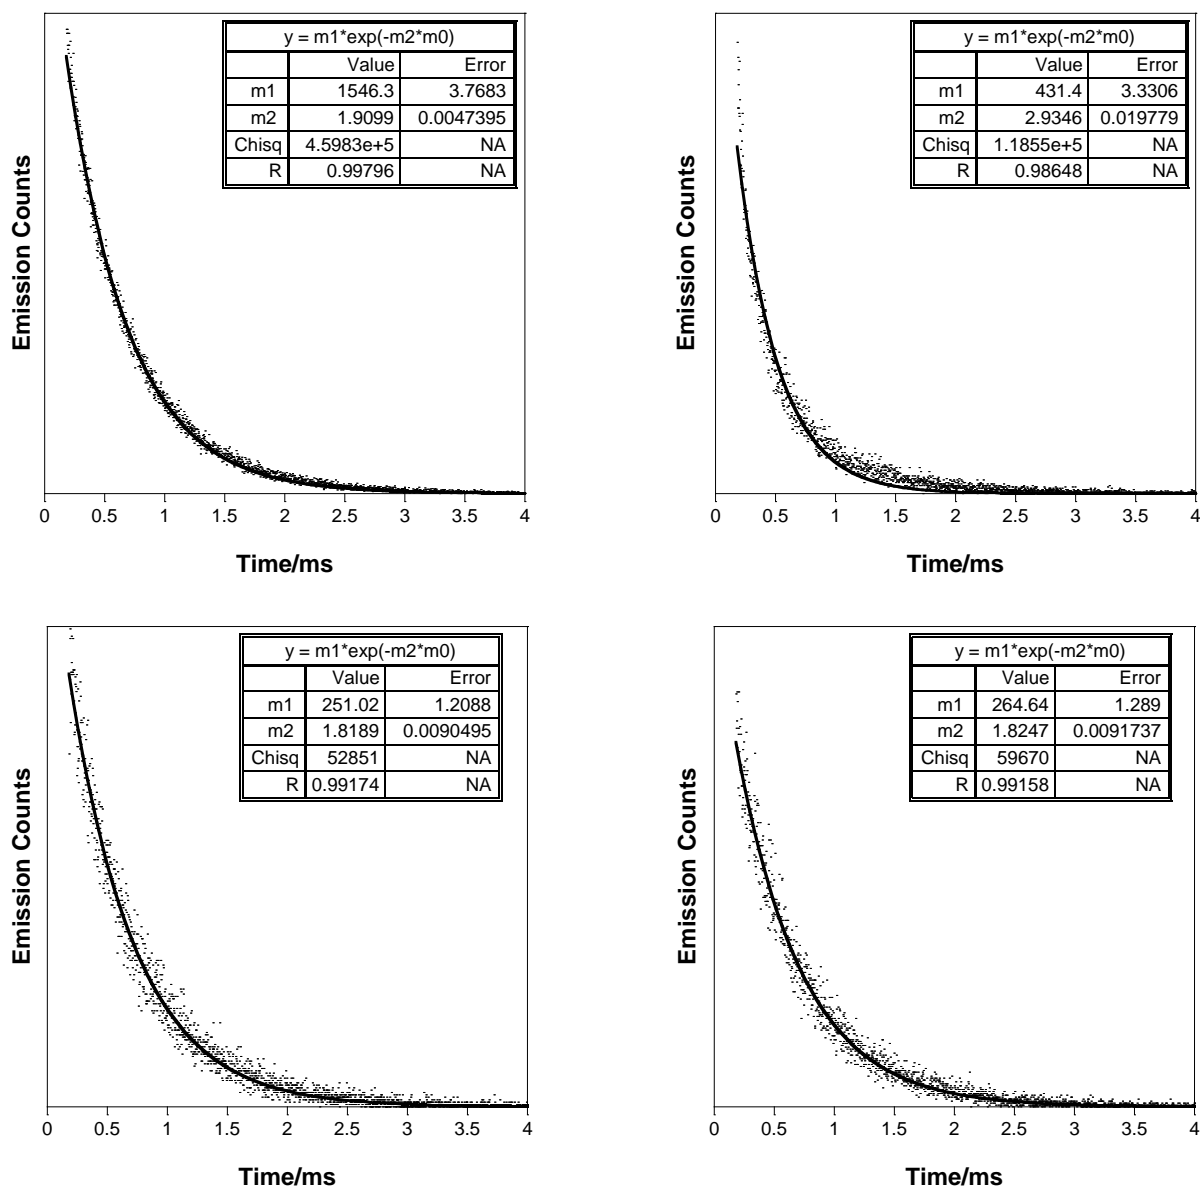 Emission Counts
y = m1*exp(-m2*m0)
Value Error
m1 1546.3 3.7683
m2 1.9099 0.0047395
Chisq 4.5983e+5 NA
R 0.99796 NA
0 0.5 1 1.5 2 2.5 3 3.5 4
Time/ms
Emission Counts
y = m1*exp(-m2*m0)
Value Error
m1 431.4 3.3306
m2 2.9346 0.019779
Chisq 1.1855e+5 NA
R 0.98648 NA
0 0.5 1 1.5 2 2.5 3 3.5 4
Time/ms
Emission Counts
y = m1*exp(-m2*m0)
Value Error
m1 251.02 1.2088
m2 1.8189 0.0090495
Chisq 52851 NA
R 0.99174 NA
0 0.5 1 1.5 2 2.5 3 3.5 4
Time/ms
Emission Counts
y = m1*exp(-m2*m0)
Value Error
m1 264.64 1.289
m2 1.8247 0.0091737
Chisq 59670 NA
R 0.99158 NA
0 0.5 1 1.5 2 2.5 3 3.5 4
Time/ms